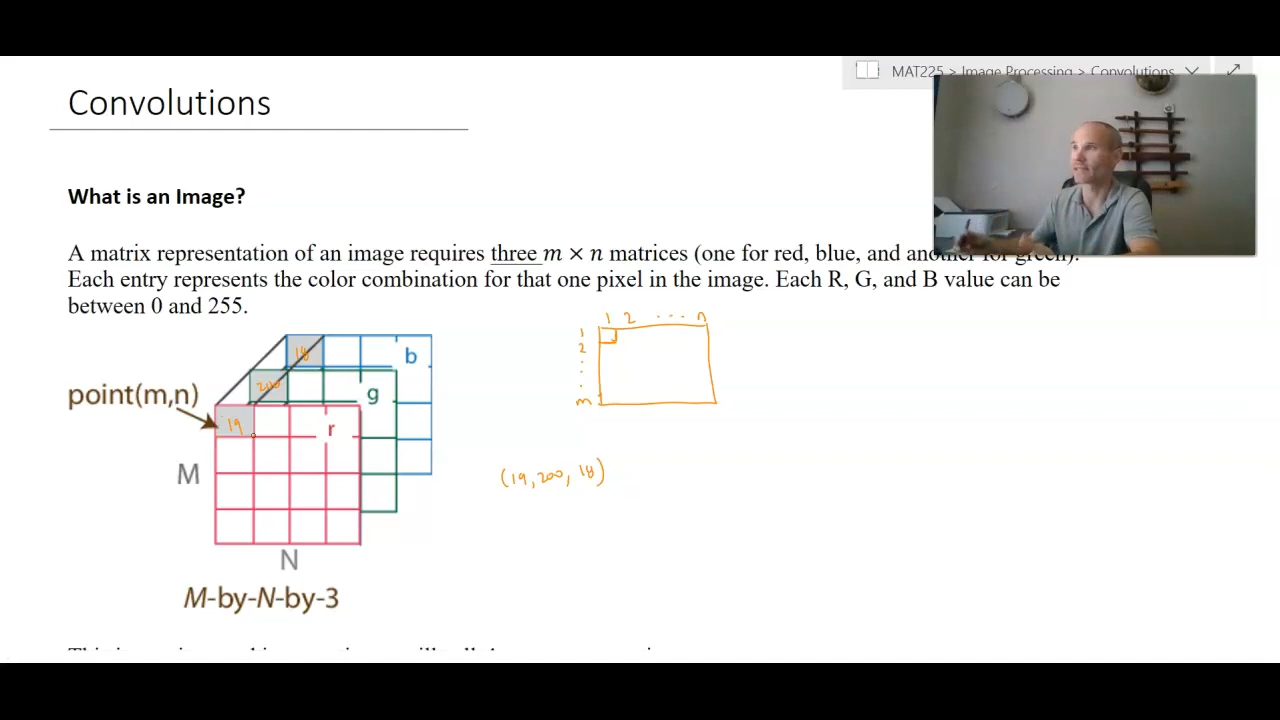 MAT225 > Image Processing > Convolutions
Convolutions
What is an Image?
A matrix representation of an image requires three m × n matrices (one for red, blue, and another for green).
Each entry represents the color combination for that one pixel in the image. Each R, G, and B value can be
between 0 and 255.
1 2 ... n
1
2
m
18
b
200
g
point(m,n)
19
r
M
(19, 200, 18)
N
M-by-N-by-3